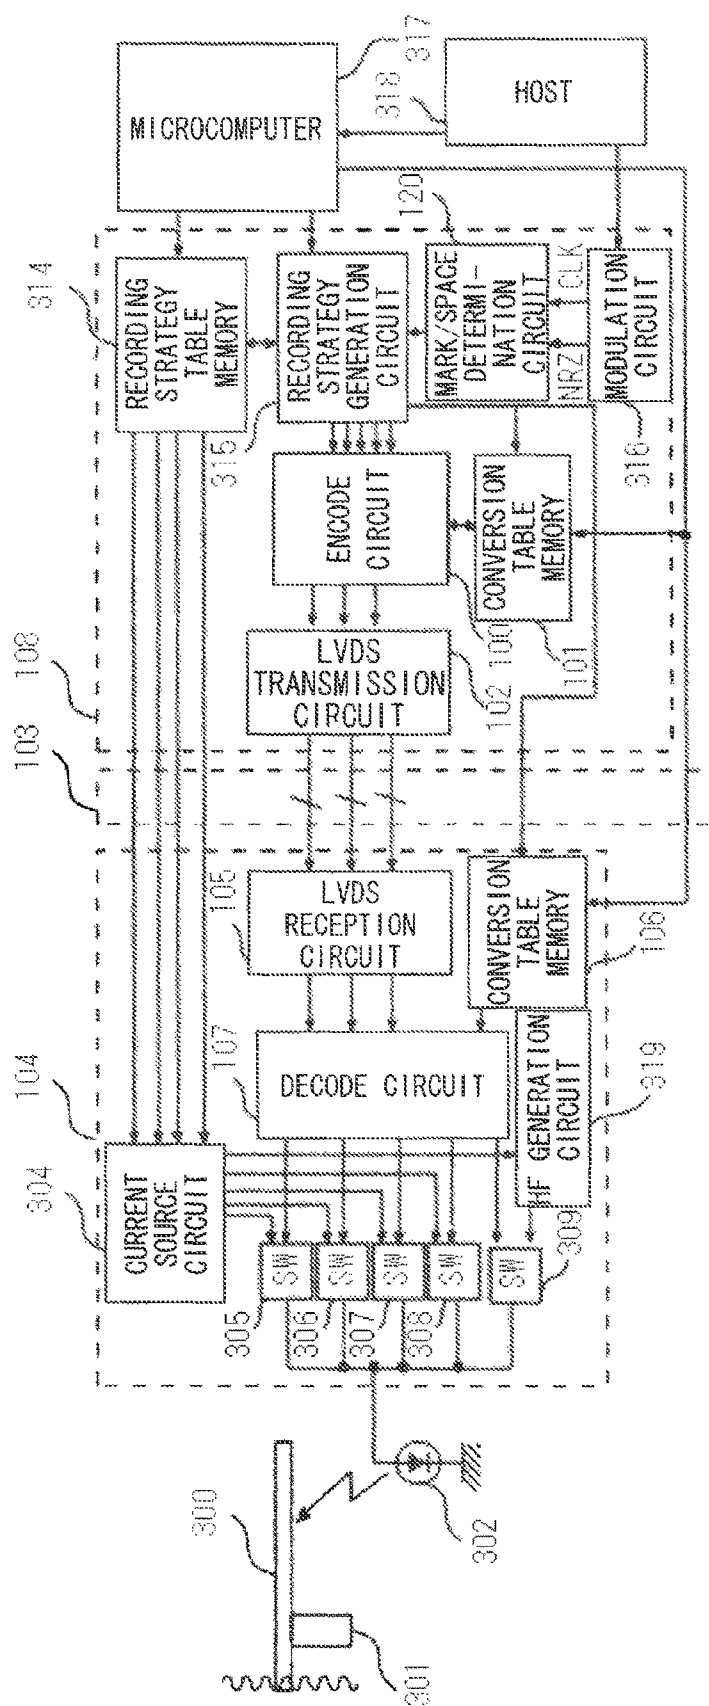 MICROCOMPUTER
317
318
HOST
108
314
RECORDING
STRATEGY
TABLE
MEMORY
315
RECORDING
STRATEGY
GENERATION
CIRCUIT
120
MARK/SPACE
DETERMI-
NATION
CIRCUIT
CLK
NRZI
MODULATION
CIRCUIT
316
ENCODE
CIRCUIT
100
CONVERSION
TABLE
MEMORY
101
LVDS
TRANSMISSION
CIRCUIT
102
103
104
105
LVDS
RECEPTION
CIRCUIT
CONVERSION
TABLE
MEMORY
106
107
DECODE CIRCUIT
HF GENERATION
CIRCUIT
319
304
CURRENT
SOURCE
CIRCUIT
305
SW
306
SW
307
SW
308
SW
SW
309
300
301
302